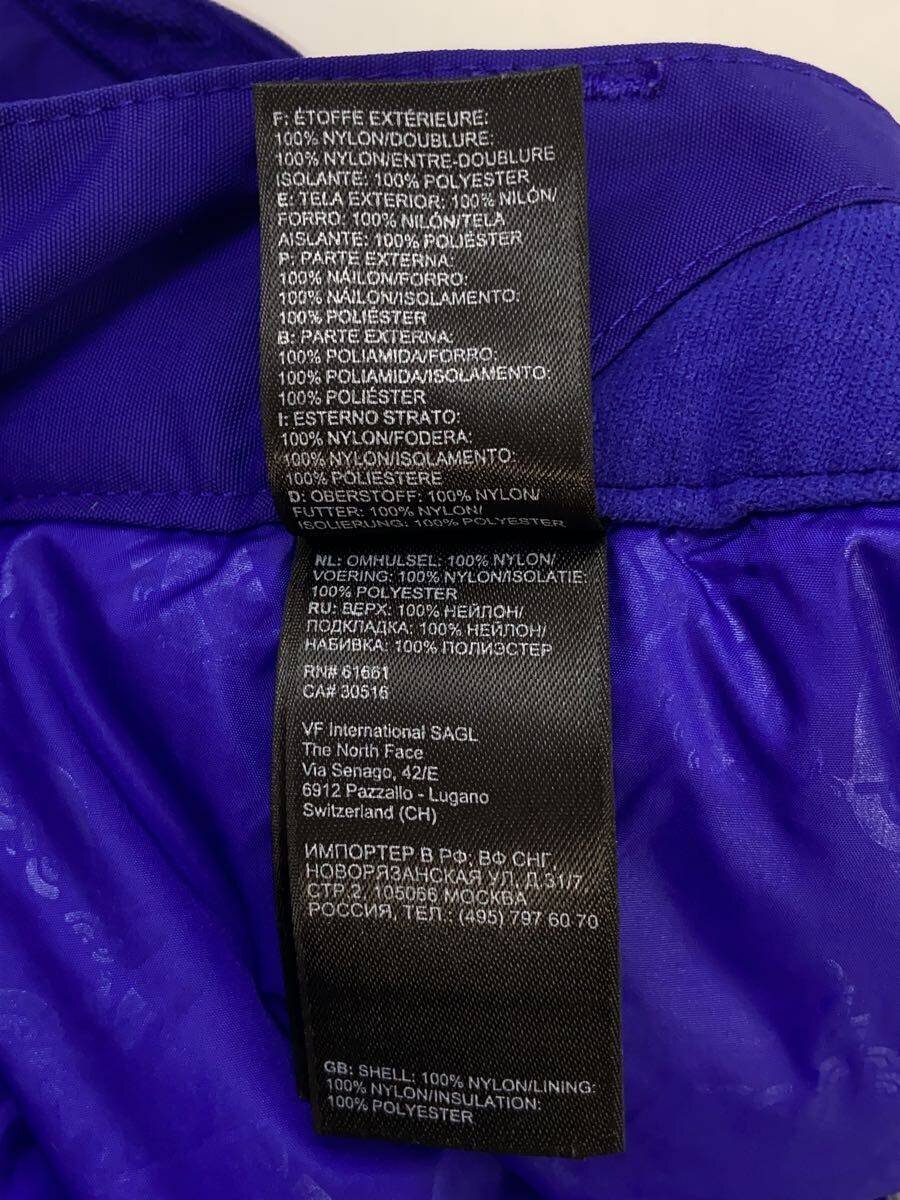 F: ÉTOFFE EXTÉRIEURE:
100% NYLON/DOUBLURE:
100% NYLON/ENTRE-DOUBLURE
ISOLANTE: 100% POLYESTER
E: TELA EXTERIOR: 100% NILÓN/
FORRO: 100% NILÓN/TELA
AISLANTE: 100% POLIÉSTER
P: PARTE EXTERNA:
100% NÁILON/FORRO:
100% NÁILON/ISOLAMENTO:
100% POLIÉSTER
B: PARTE EXTERNA:
100% POLIAMIDA/FORRO:
100% POLIAMIDA/ISOLAMENTO:
100% POLIÉSTER
I: ESTERNO STRATO:
100% NYLON/FODERA:
100% NYLON/ISOLAMENTO:
100% POLIESTERE
D: OBERSTOFF: 100% NYLON/
FUTTER: 100% NYLON/
ISOLIERUNG: 100% POLYESTER
NL: OMHULSEL: 100% NYLON/
VOERING: 100% NYLON/ISOLATIE:
100% POLYESTER
RU: ВЕРХ: 100% НЕЙЛОН/
ПОДКЛАДКА: 100% НЕЙЛОН/
НАБИВКА: 100% ПОЛИЭСТЕР
RN# 61661
CA# 30516
VF International SAGL
The North Face
Via Senago, 42/E
6912 Pazzallo - Lugano
Switzerland (CH)
ИМПОРТЕР В РФ: ВФ СНГ,
НОВОРЯЗАНСКАЯ УЛ, Д.31/7,
СТР.2, 105066 МОСКВА
РОССИЯ, ТЕЛ.: (495) 797 60 70
GB: SHELL: 100% NYLON/LINING:
100% NYLON/INSULATION:
100% POLYESTER